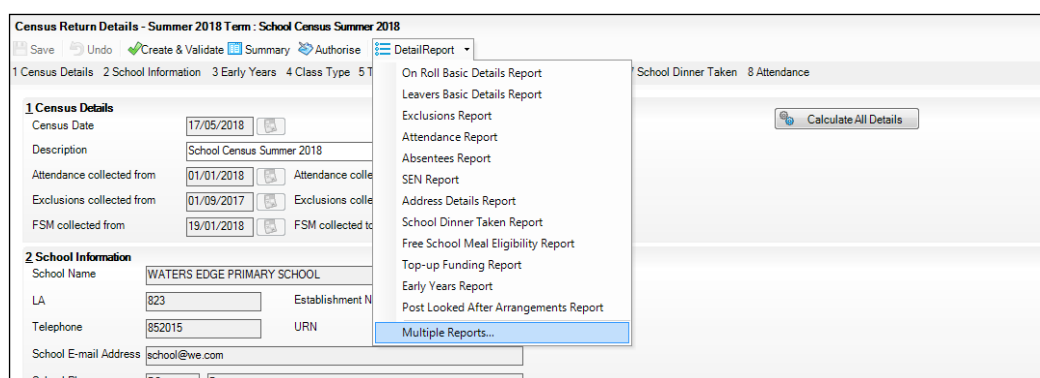 Census Return Details - Summer 2018 Term : School Census Summer 2018
Save Undo Create & Validate Summary Authorise DetailReport
1 Census Details 2 School Information 3 Early Years 4 Class Type 5 School Dinner Taken 8 Attendance
On Roll Basic Details Report
Leavers Basic Details Report
Exclusions Report
Attendance Report
Absentees Report
SEN Report
Address Details Report
School Dinner Taken Report
Free School Meal Eligibility Report
Top-up Funding Report
Early Years Report
Post Looked After Arrangements Report
Multiple Reports...
1 Census Details
Census Date 17/05/2018
Calculate All Details
Description School Census Summer 2018
Attendance collected from 01/01/2018 Attendance colle
Exclusions collected from 01/09/2017 Exclusions colle
FSM collected from 19/01/2018 FSM collected to
2 School Information
School Name WATERS EDGE PRIMARY SCHOOL
LA 823 Establishment N
Telephone 852015 URN
School E-mail Address school@we.com